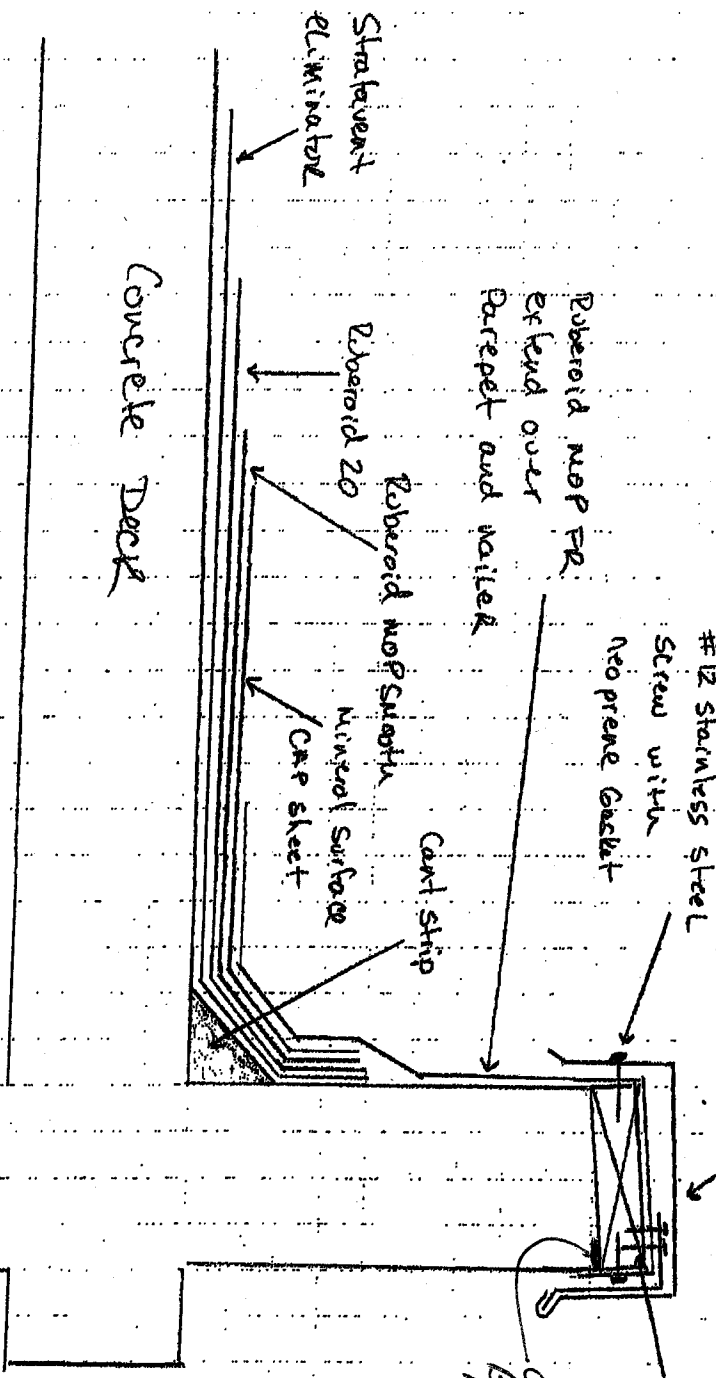 #12 stainless steel
screw with
neoprene Gasket
Ruberoid mop FR
extend over
Parepet and nailer
Cant strip
Stratavent
eliminator
Ruberoid 20
Ruberoid mop Smooth
mineral surface
CAP sheet
Concrete Deck